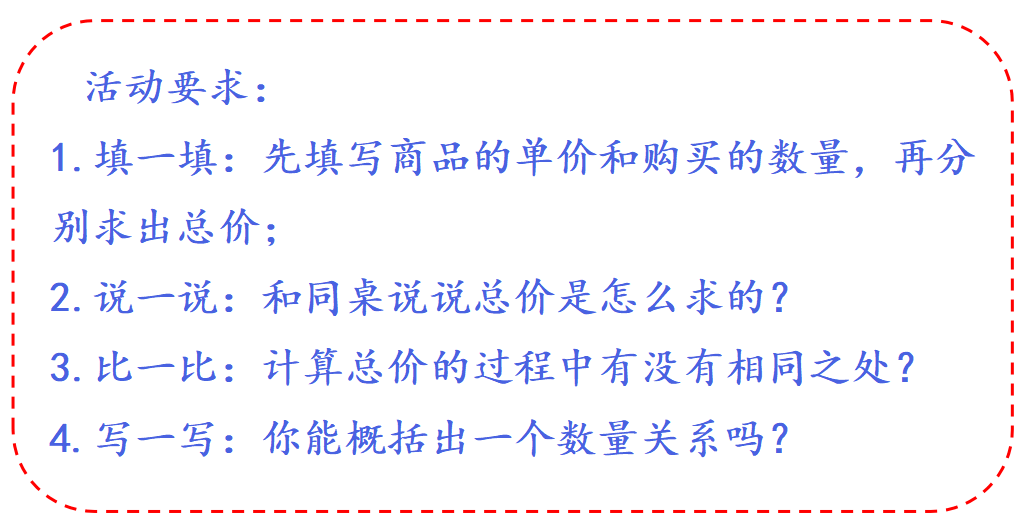 活动要求：
1.填一填：先填写商品的单价和购买的数量，再分
别求出总价；
2.说一说：和同桌说说总价是怎么求的？
3.比一比：计算总价的过程中有没有相同之处？
4.写一写：你能概括出一个数量关系吗？